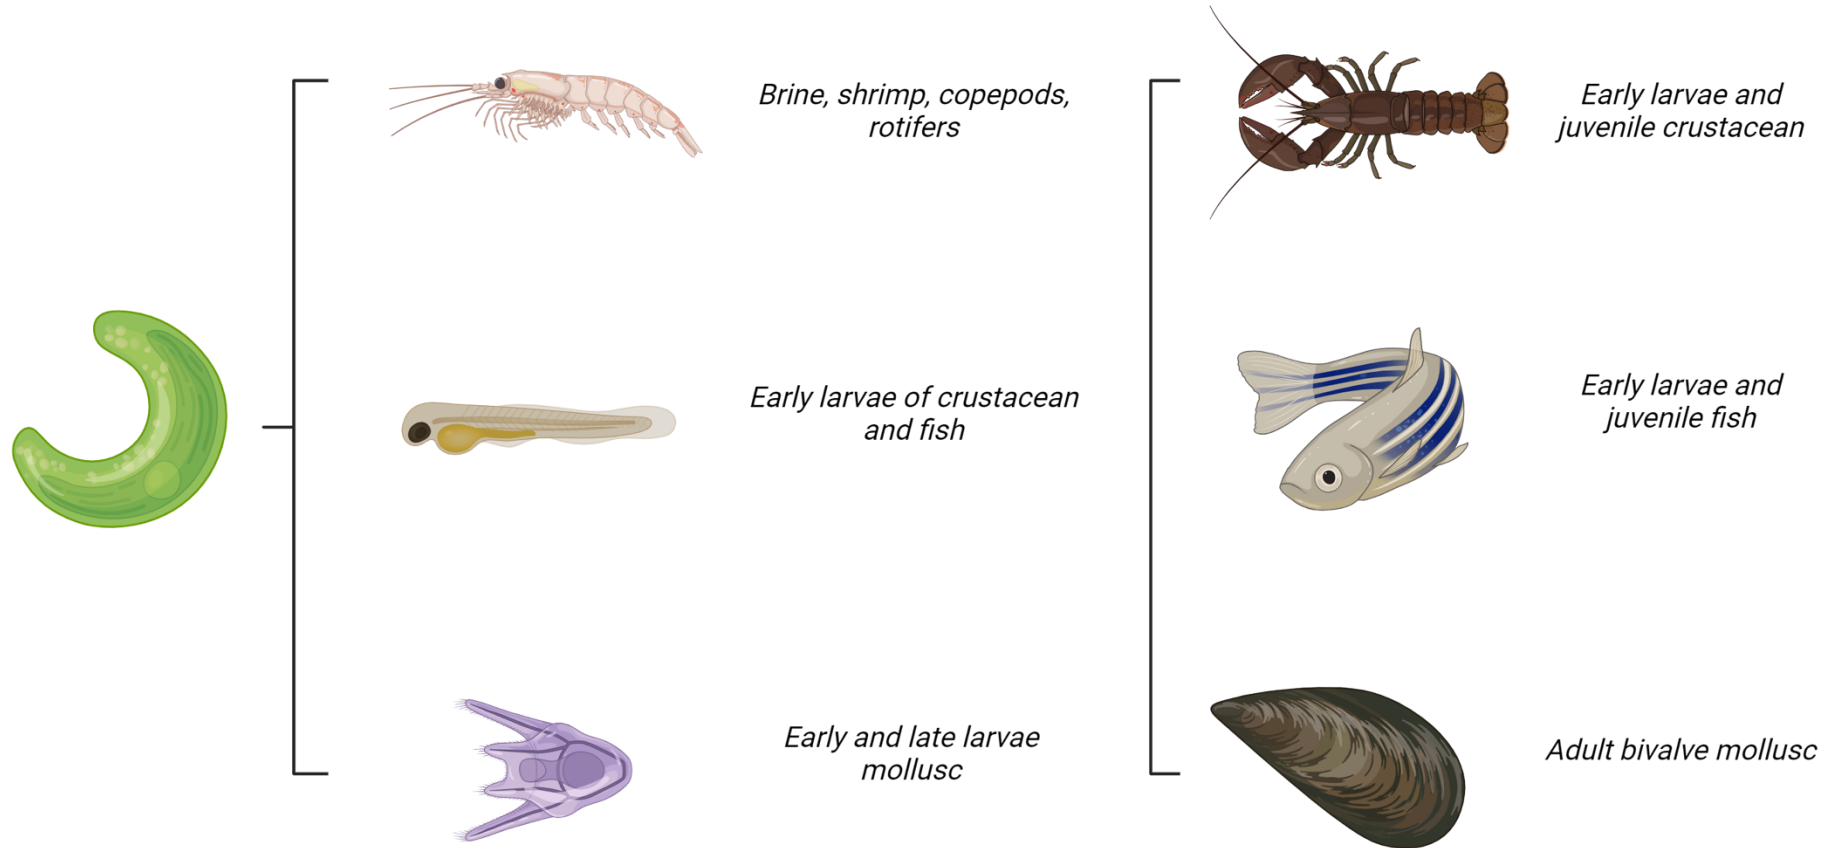 Brine, shrimp, copepods,
rotifers
Early larvae and
juvenile crustacean
Early larvae of crustacean
and fish
Early larvae and
juvenile fish
Early and late larvae
mollusc
Adult bivalve mollusc